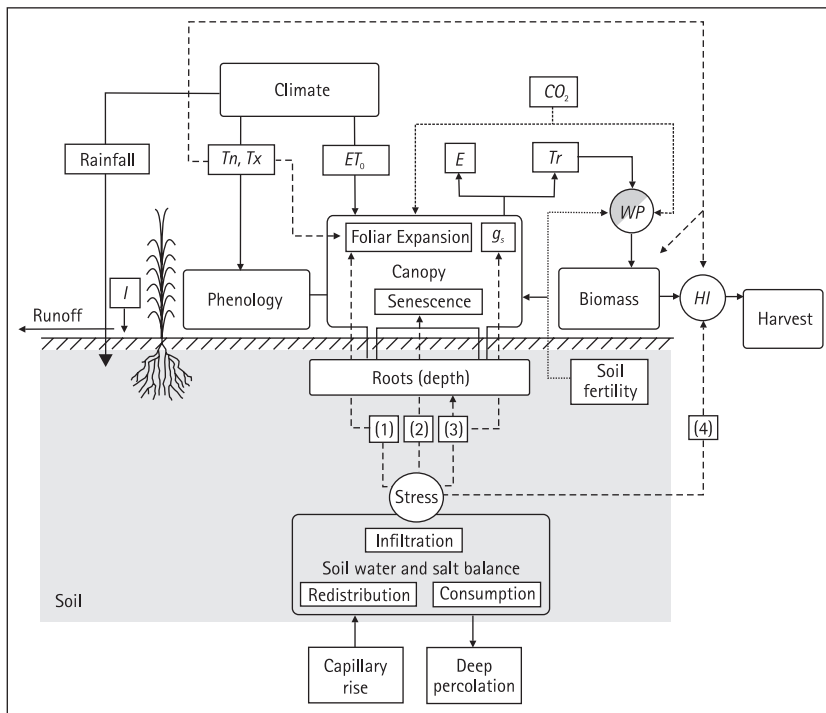 Climate
CO2
Rainfall
Tn, Tx
ET0
E
Tr
WP
Foliar Expansion
gs
Canopy
Senescence
I
Phenology
Biomass
HI
Harvest
Runoff
Roots (depth)
Soil
fertility
(1)
(2)
(3)
(4)
Stress
Infiltration
Soil water and salt balance
Redistribution
Consumption
Soil
Capillary
rise
Deep
percolation